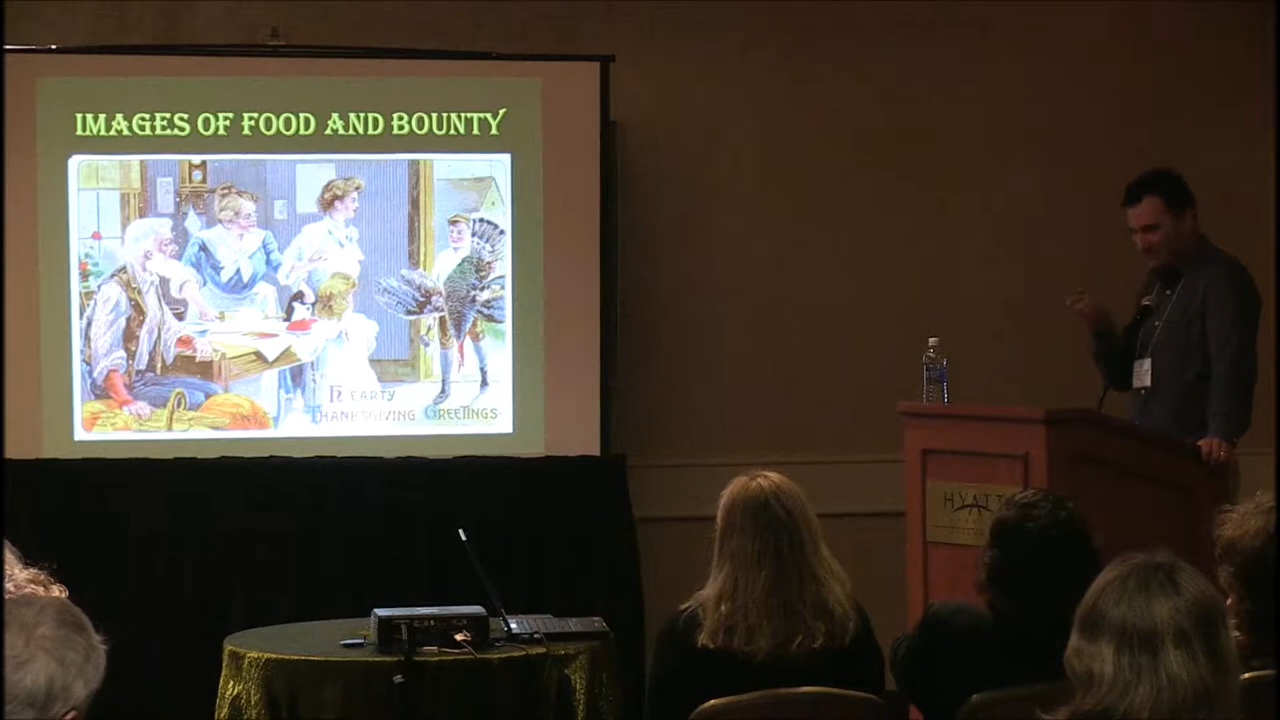 IMAGES OF FOOD AND BOUNTY
HEARTY
THANKSGIVING GREETINGS
HYATT